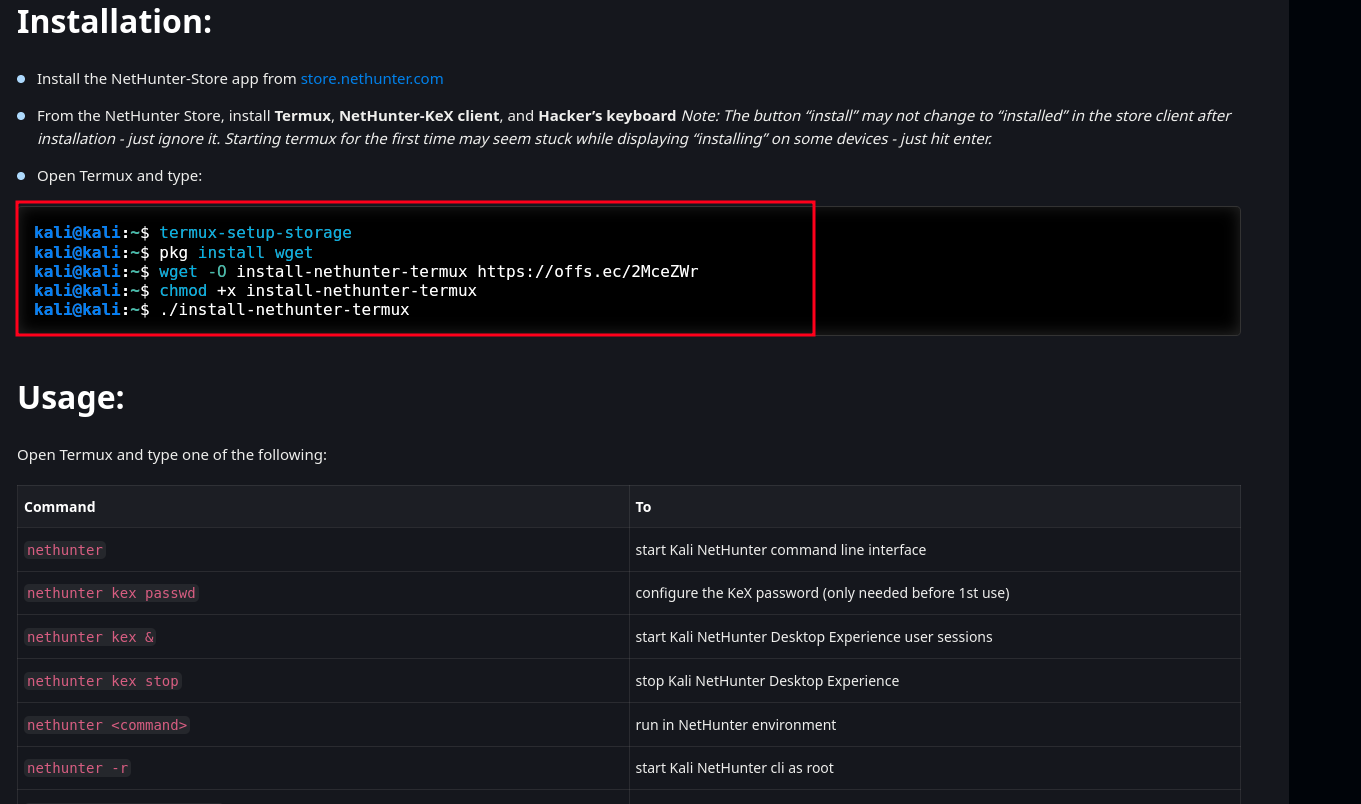 Installation:
Install the NetHunter-Store app from store.nethunter.com
From the NetHunter Store, install Termux, NetHunter-KeX client, and Hacker’s keyboard Note: The button “install” may not change to “installed” in the store client after
installation - just ignore it. Starting termux for the first time may seem stuck while displaying “installing” on some devices - just hit enter.
Open Termux and type:
kali@kali:~$ termux-setup-storage
kali@kali:~$ pkg install wget
kali@kali:~$ wget -O install-nethunter-termux https://offs.ec/2MceZWr
kali@kali:~$ chmod +x install-nethunter-termux
kali@kali:~$ ./install-nethunter-termux
Usage:
Open Termux and type one of the following:
Command To
nethunter start Kali NetHunter command line interface
nethunter kex passwd configure the KeX password (only needed before 1st use)
nethunter kex & start Kali NetHunter Desktop Experience user sessions
nethunter kex stop stop Kali NetHunter Desktop Experience
nethunter <command> run in NetHunter environment
nethunter -r start Kali NetHunter cli as root